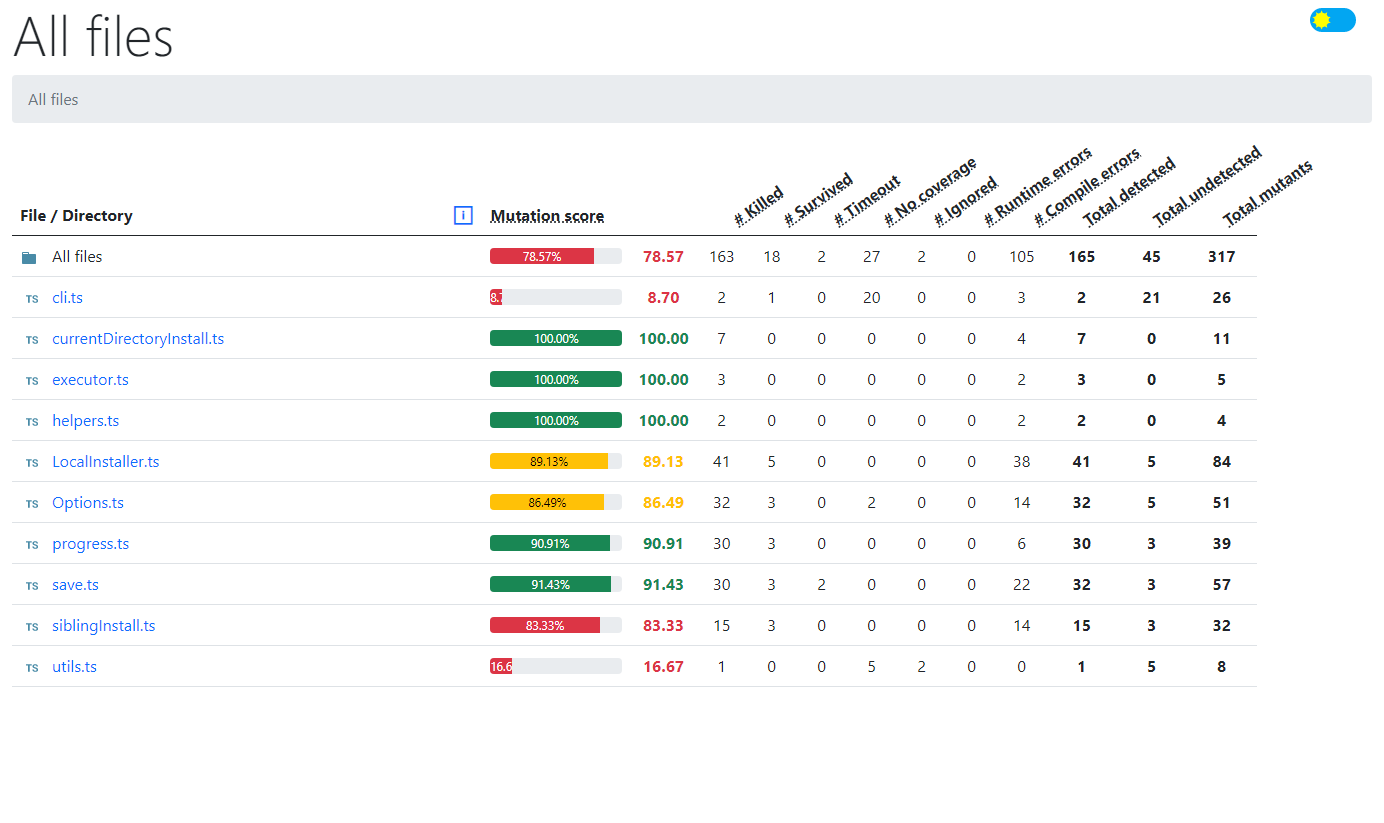 All files
All files
File / Directory i Mutation score # Killed # Survived # Timeout # No coverage # Ignored # Runtime errors # Compile errors Total detected Total undetected Total mutants
All files 78.57% 78.57 163 18 2 27 2 0 105 165 45 317
TS cli.ts 8.7 8.70 2 1 0 20 0 0 3 2 21 26
TS currentDirectoryInstall.ts 100.00% 100.00 7 0 0 0 0 0 4 7 0 11
TS executor.ts 100.00% 100.00 3 0 0 0 0 0 2 3 0 5
TS helpers.ts 100.00% 100.00 2 0 0 0 0 0 2 2 0 4
TS LocalInstaller.ts 89.13% 89.13 41 5 0 0 0 0 38 41 5 84
TS Options.ts 86.49% 86.49 32 3 0 2 0 0 14 32 5 51
TS progress.ts 90.91% 90.91 30 3 0 0 0 0 6 30 3 39
TS save.ts 91.43% 91.43 30 3 2 0 0 0 22 32 3 57
TS siblingInstall.ts 83.33% 83.33 15 3 0 0 0 0 14 15 3 32
TS utils.ts 16.6 16.67 1 0 0 5 2 0 0 1 5 8